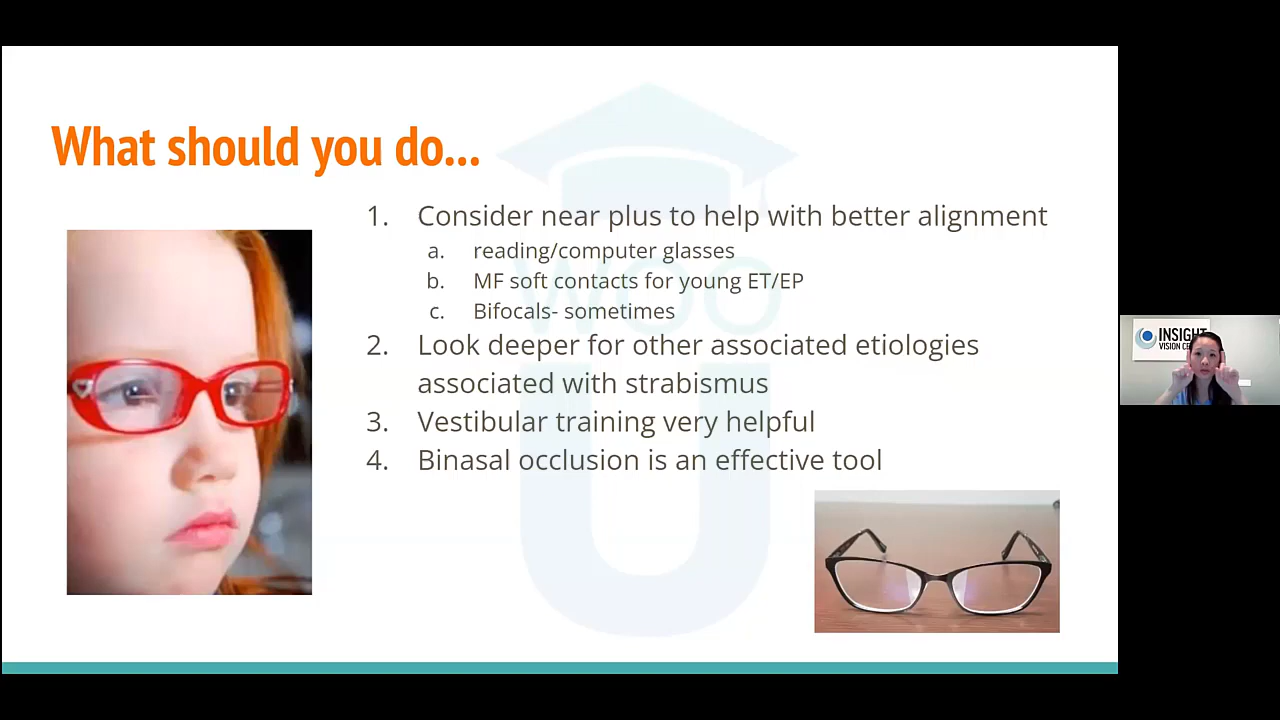 What should you do...
1. Consider near plus to help with better alignment
a. reading/computer glasses
b. MF soft contacts for young ET/EP
c. Bifocals- sometimes
2. Look deeper for other associated etiologies
associated with strabismus
3. Vestibular training very helpful
4. Binasal occlusion is an effective tool
WOO
U
INSIGHT
VISION CE